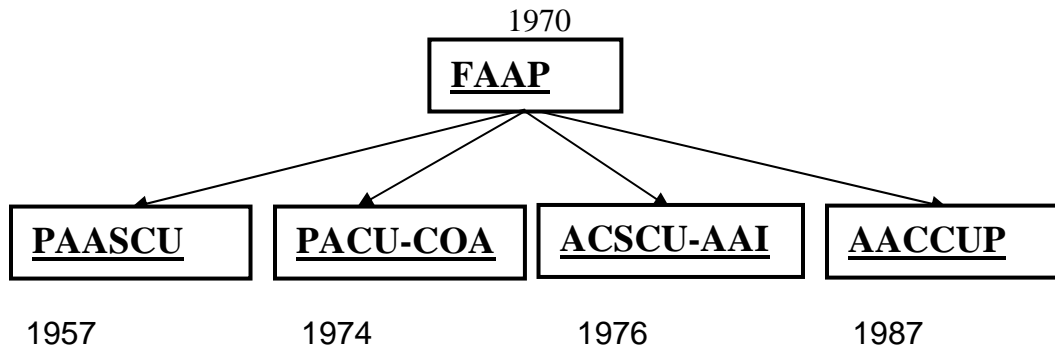 1970
FAAP
PAASCU PACU-COA ACSCU-AAI AACCUP
1957 1974 1976 1987